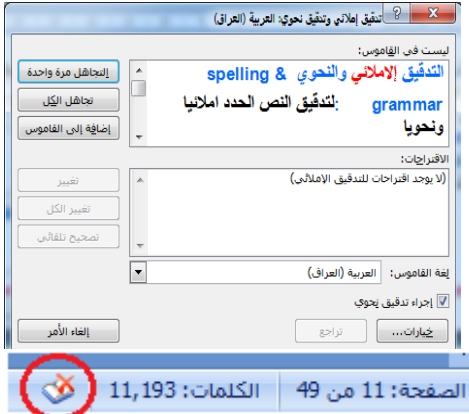 تدقيق إملائي وتدقيق نحوي: العربية (العراق)
ليست في القاموس:
التدقيق الإملائي والنحوي & spelling
grammar :لتدقيق النص الحدد املانيا
ونحويا
التجاهل مرة واحدة
تجاهل الكل
إضافة إلى القاموس
الاقتراحات:
(لا يوجد اقتراحات للتدقيق الإملائي)
تغيير
تغيير الكل
تصحيح تلقائي
لغة القاموس: العربية (العراق)
إجراء تدقيق نحوي
خيارات... تراجع إلغاء الأمر
الصفحة: 11 من 49 الكلمات: 11,193